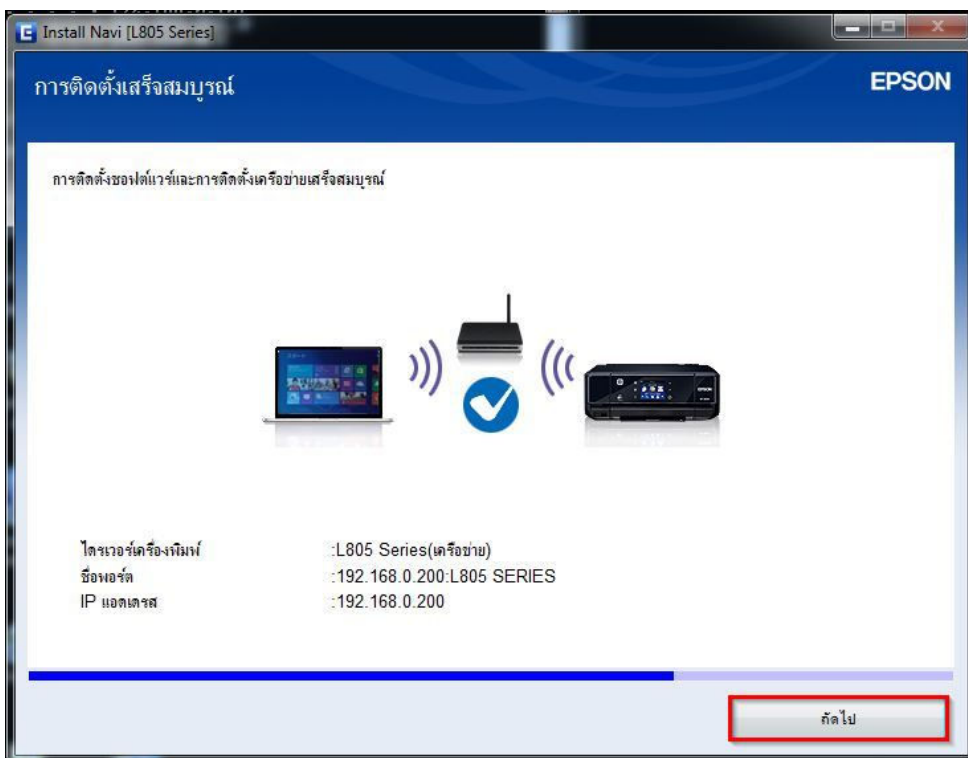 Install Navi [L805 Series]
การติดตั้งเสร็จสมบูรณ์
EPSON
การติดตั้งซอฟต์แวร์และการติดตั้งเครือข่ายเสร็จสมบูรณ์
ไดรเวอร์เครื่องพิมพ์ :L805 Series(เครือข่าย)
ชื่อพอร์ต :192.168.0.200:L805 SERIES
IP แอดเดรส :192.168.0.200
ถัดไป